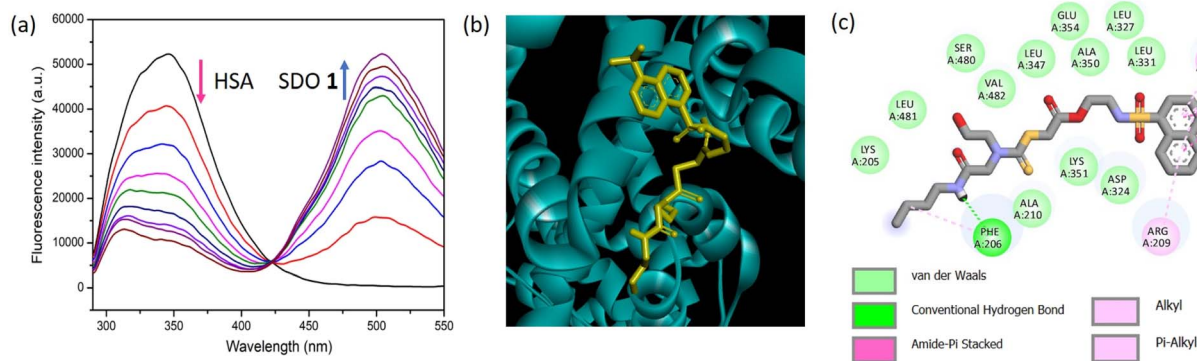 (a)
60000
50000
40000
30000
20000
10000
0
Fluorescence intensity (a.u.)
HSA
SDO 1
300
350
400
450
500
550
Wavelength (nm)
(b)
(c)
GLU
A:354
LEU
A:327
SER
A:480
LEU
A:347
ALA
A:350
LEU
A:331
VAL
A:482
LEU
A:481
LYS
A:205
LYS
A:351
ASP
A:324
ALA
A:210
PHE
A:206
ARG
A:209
van der Waals
Conventional Hydrogen Bond
Amide-Pi Stacked
Alkyl
Pi-Alkyl